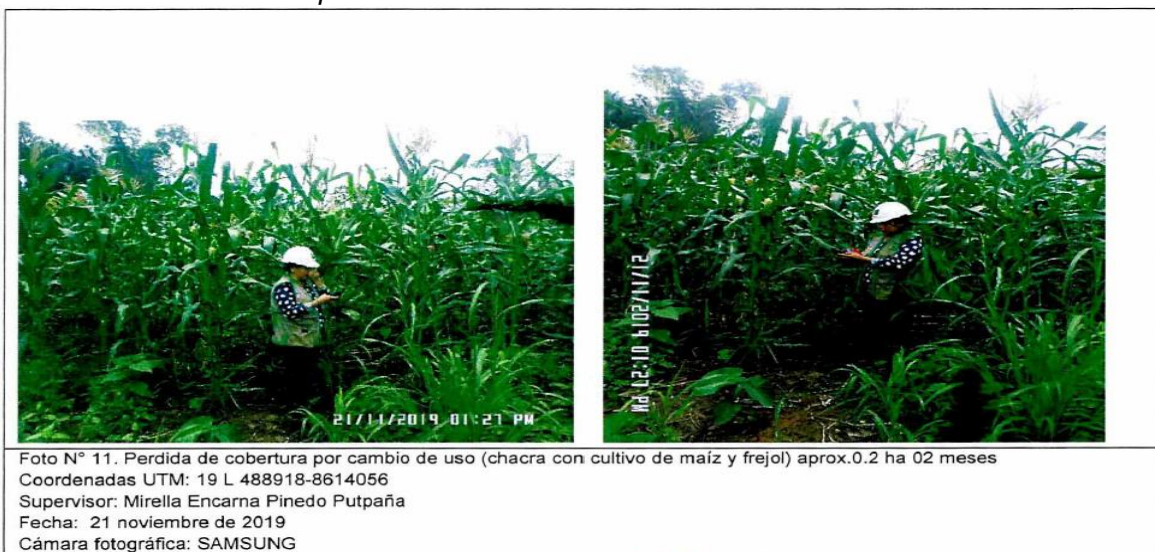 21/11/2019 01:27 PM
21/11/2019 01:27 PM
Foto N° 11. Perdida de cobertura por cambio de uso (chacra con cultivo de maíz y frejol) aprox.0.2 ha 02 meses
Coordenadas UTM: 19 L 488918-8614056
Supervisor: Mirella Encarna Pinedo Putpaña
Fecha: 21 noviembre de 2019
Cámara fotográfica: SAMSUNG